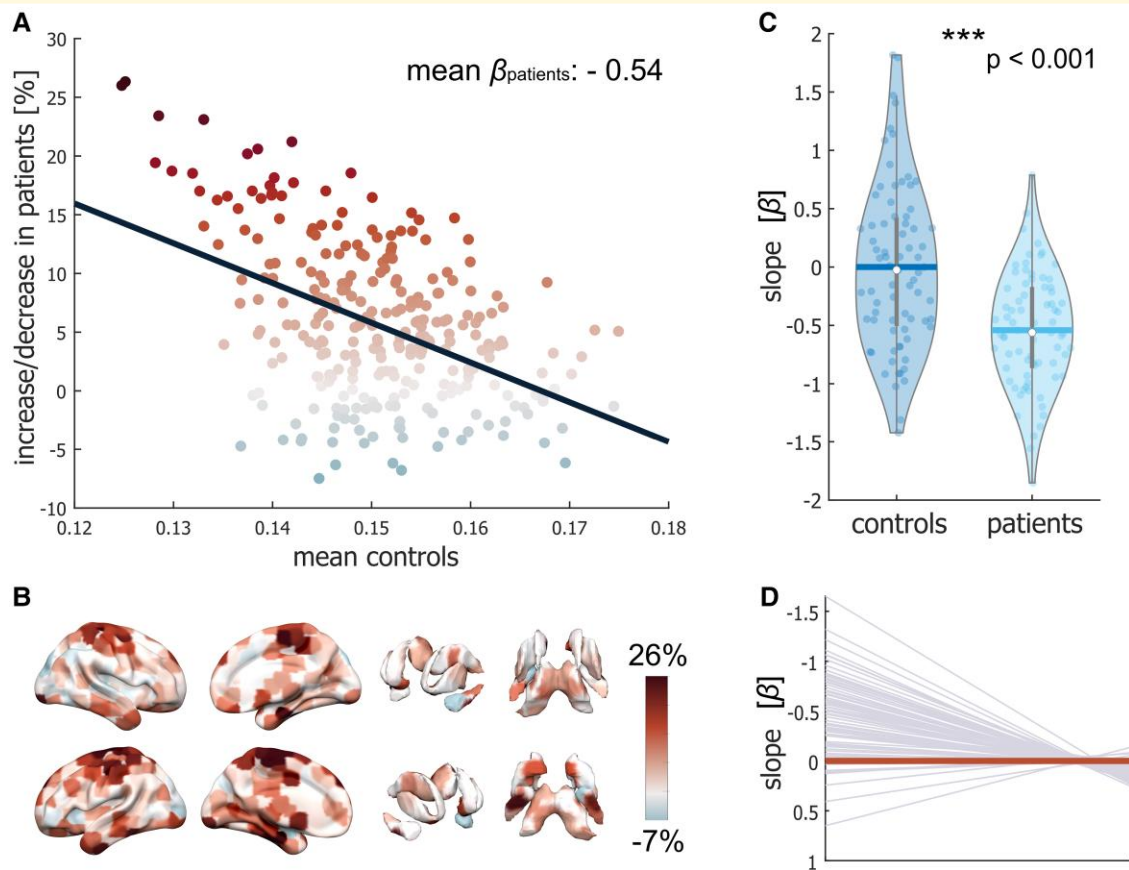 A
increase/decrease in patients [%]
30
25
20
15
10
5
0
-5
-10
mean βpatients: - 0.54
0.12 0.13 0.14 0.15 0.16 0.17 0.18
mean controls
C
slope [β]
2
1.5
1
0.5
0
-0.5
-1
-1.5
-2
***
p < 0.001
controls patients
B
26%
-7%
D
slope [β]
-1.5
-1
-0.5
0
0.5
1